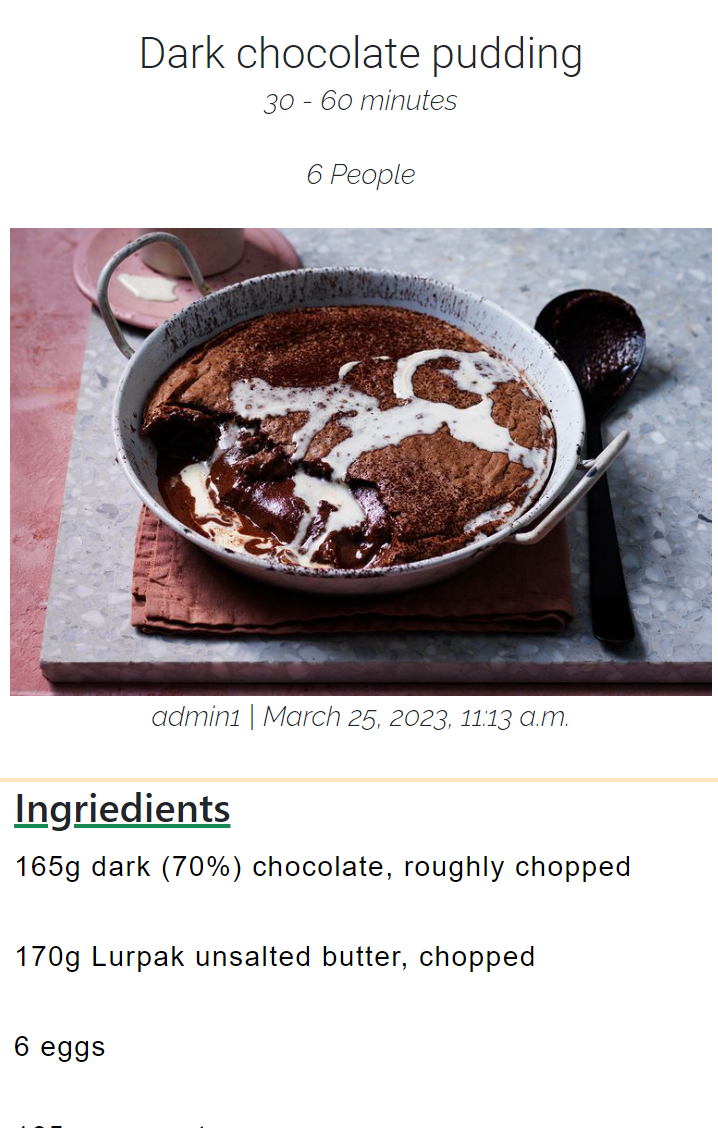 Dark chocolate pudding
30 - 60 minutes
6 People
admin1 | March 25, 2023, 11:13 a.m.
Ingriedients
165g dark (70%) chocolate, roughly chopped
170g Lurpak unsalted butter, chopped
6 eggs